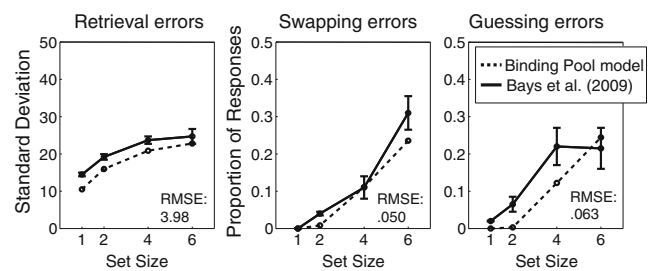 Retrieval errors
Swapping errors
Guessing errors
Standard Deviation
50
40
30
20
10
0
RMSE:
3.98
1 2 4 6
Set Size
Proportion of Responses
0.5
0.4
0.3
0.2
0.1
0
RMSE:
.050
1 2 4 6
Set Size
0.5
0.4
0.3
0.2
0.1
0
Binding Pool model
Bays et al. (2009)
RMSE:
.063
1 2 4 6
Set Size